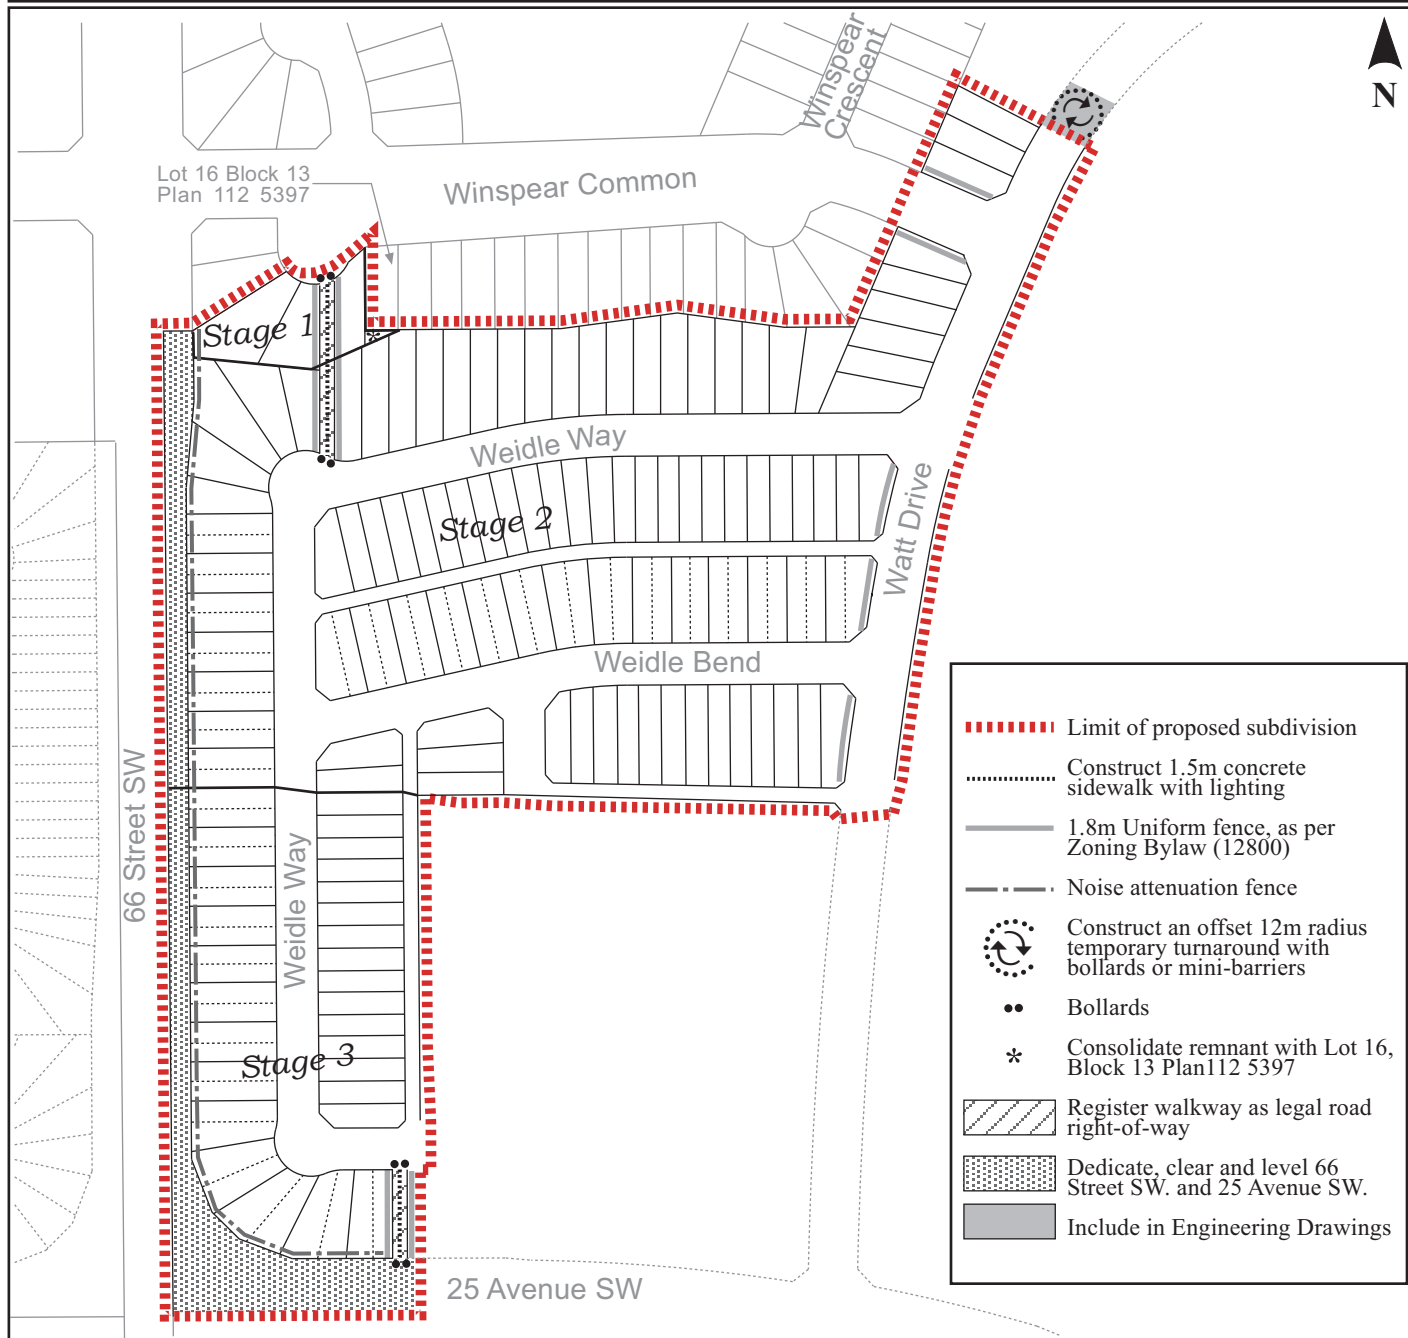 Winspear
Crescent
N
Lot 16 Block 13
Plan 112 5397
Winspear Common
Stage 1
*
Weidle Way
Stage 2
Watt Drive
Weidle Bend
66 Street SW
Weidle Way
Stage 3
25 Avenue SW
Limit of proposed subdivision
Construct 1.5m concrete
sidewalk with lighting
1.8m Uniform fence, as per
Zoning Bylaw (12800)
Noise attenuation fence
Construct an offset 12m radius
temporary turnaround with
bollards or mini-barriers
Bollards
* Consolidate remnant with Lot 16,
Block 13 Plan112 5397
Register walkway as legal road
right-of-way
Dedicate, clear and level 66
Street SW. and 25 Avenue SW.
Include in Engineering Drawings